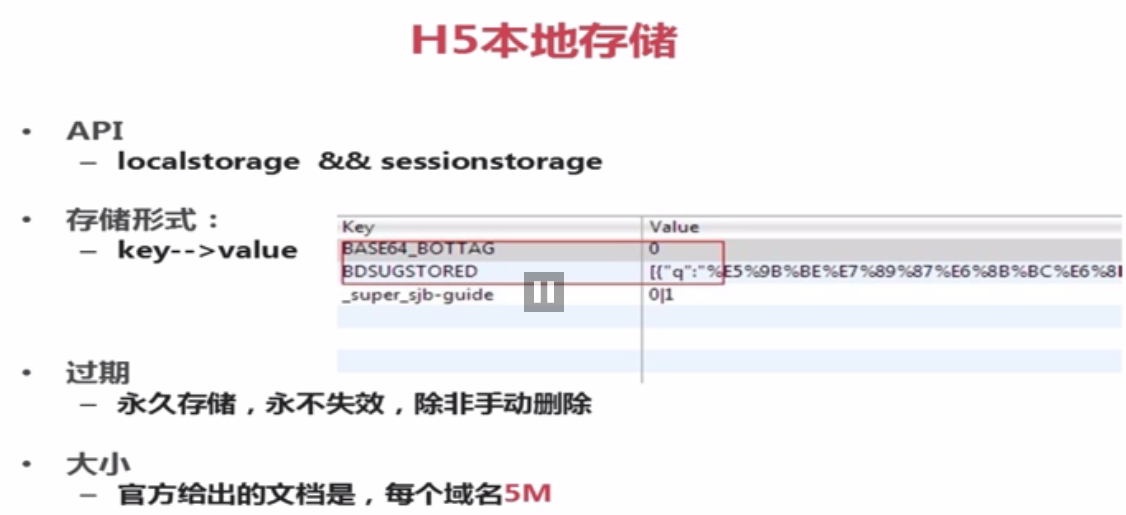 H5本地存储
• API
– localstorage && sessionstorage
• 存储形式：
– key-->value
Key Value
BASE64_BOTTAG 0
BDSUGSTORED [{"q":"%E5%9B%BE%E7%89%87%E6%8B%BC%E6%8
_super_sjb-guide 0|1
• 过期
– 永久存储，永不失效，除非手动删除
• 大小
– 官方给出的文档是，每个域名5M